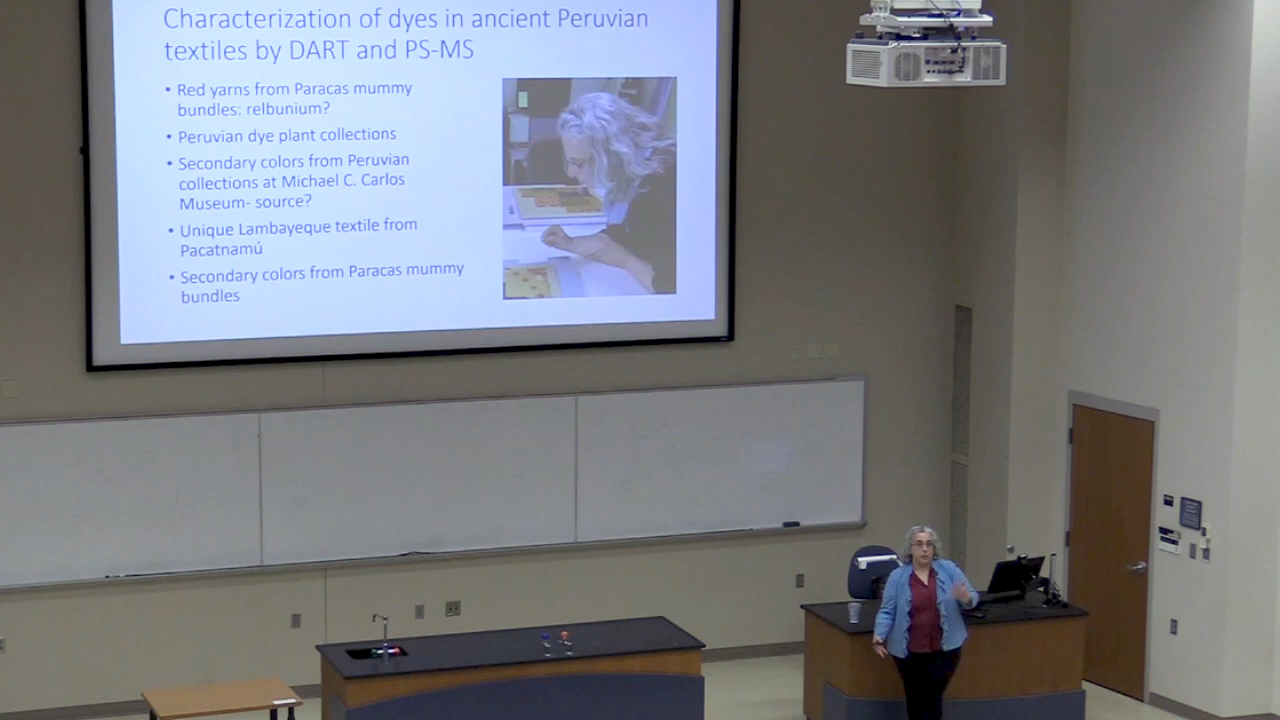 Characterization of dyes in ancient Peruvian
textiles by DART and PS-MS
• Red yarns from Paracas mummy
bundles: relbunium?
• Peruvian dye plant collections
• Secondary colors from Peruvian
collections at Michael C. Carlos
Museum- source?
• Unique Lambayeque textile from
Pacatnamú
• Secondary colors from Paracas mummy
bundles